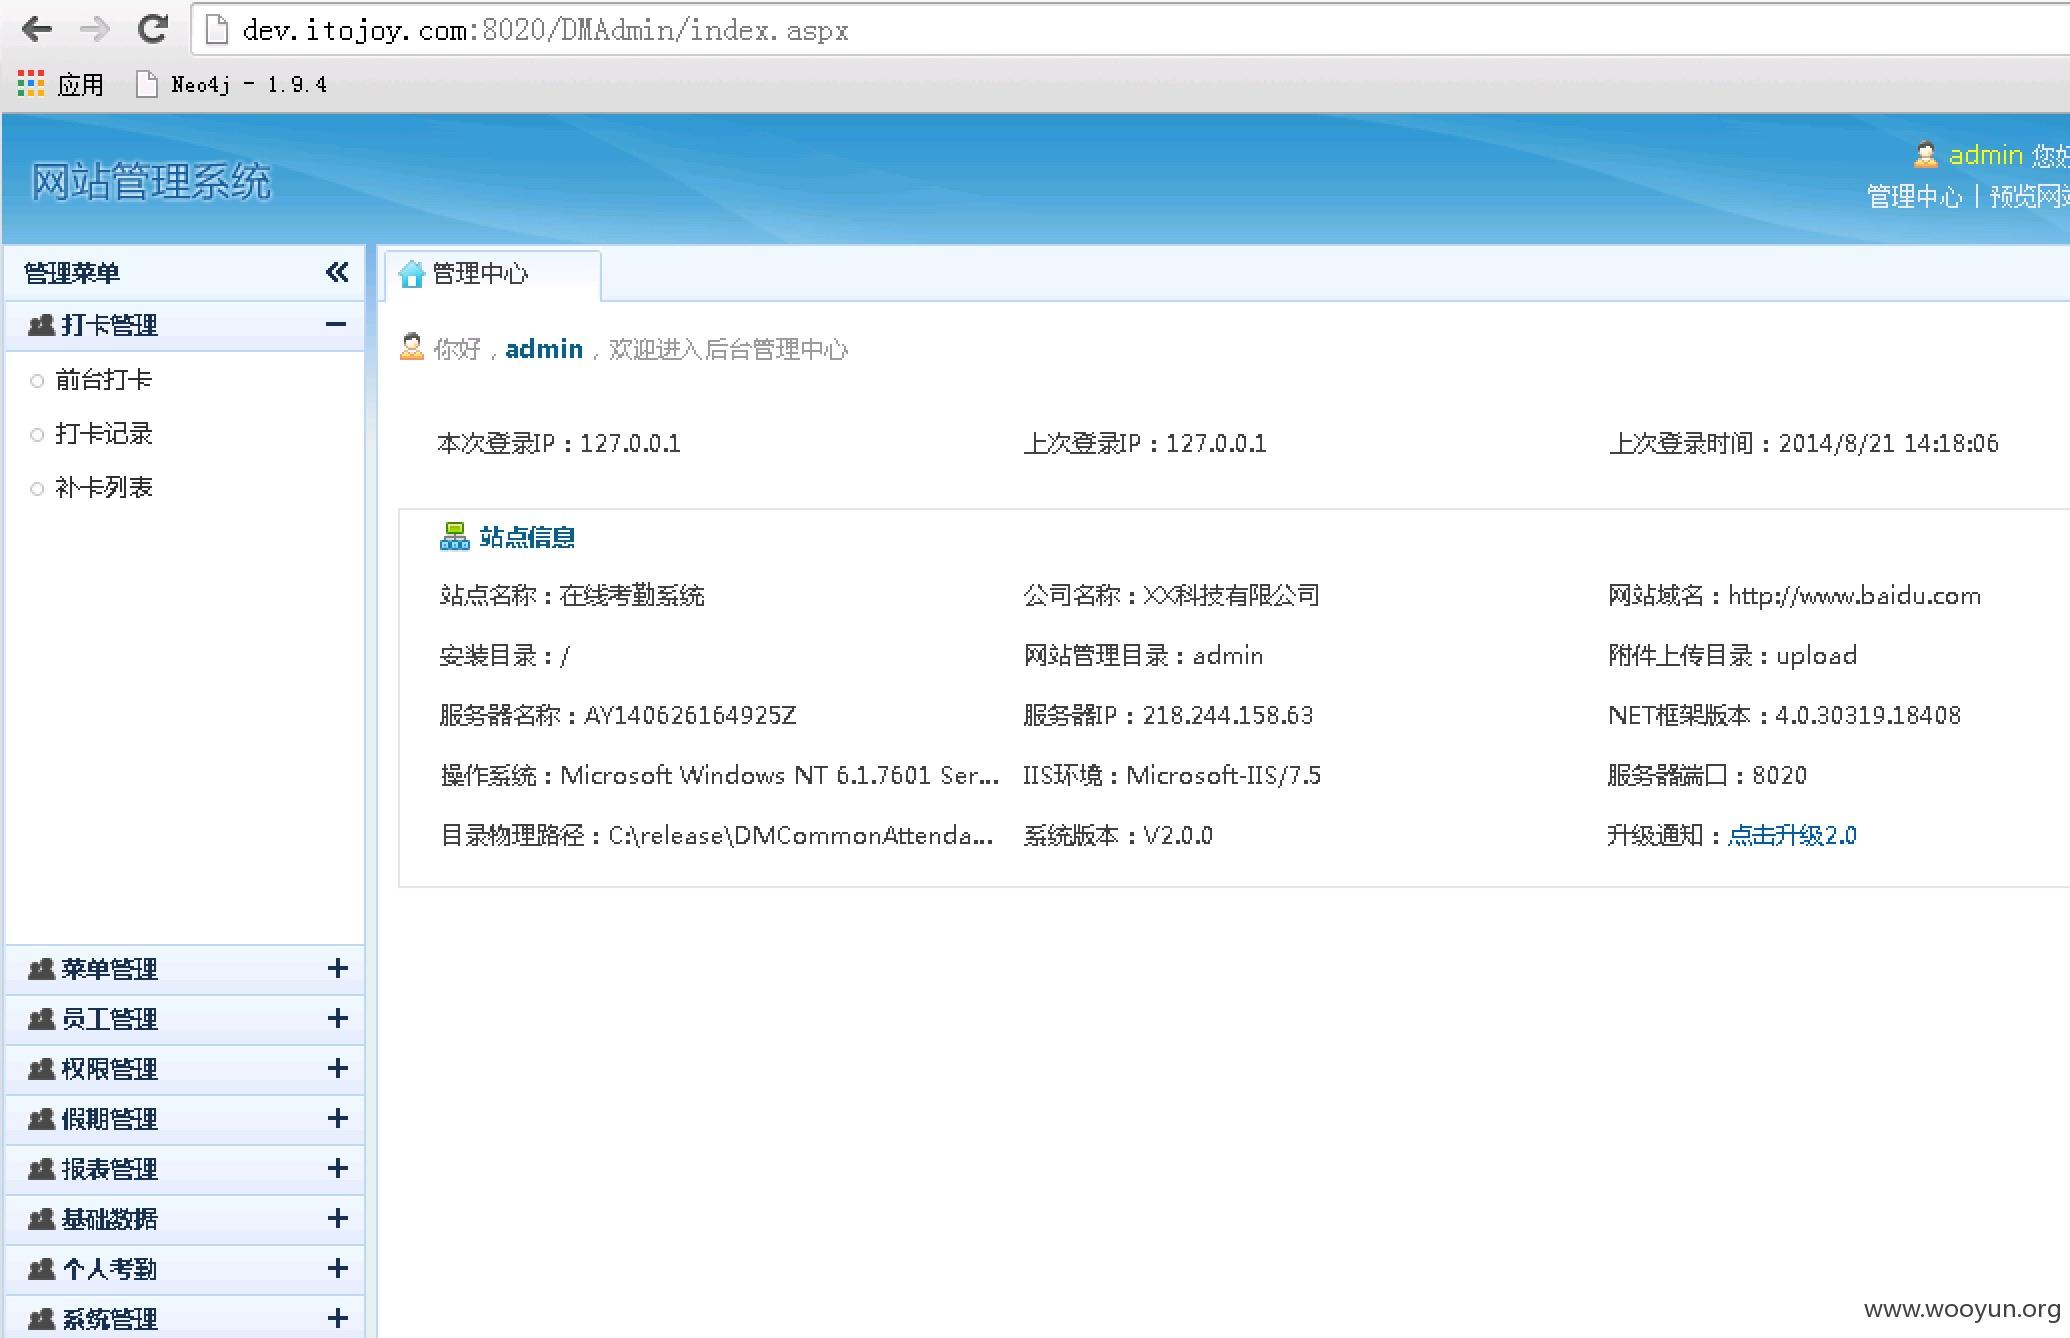 dev.itojoy.com:8020/DMAdmin/index.aspx
应用 Neo4j - 1.9.4
网站管理系统
admin 您好
管理中心 | 预览网站
管理菜单
管理中心
打卡管理
你好，admin，欢迎进入后台管理中心
前台打卡
打卡记录
补卡列表
本次登录IP：127.0.0.1 上次登录IP：127.0.0.1 上次登录时间：2014/8/21 14:18:06
站点信息
站点名称：在线考勤系统 公司名称：XX科技有限公司 网站域名：http://www.baidu.com
安装目录：/ 网站管理目录：admin 附件上传目录：upload
服务器名称：AY140626164925Z 服务器IP：218.244.158.63 NET框架版本：4.0.30319.18408
操作系统：Microsoft Windows NT 6.1.7601 Ser... IIS环境：Microsoft-IIS/7.5 服务器端口：8020
目录物理路径：C:\release\DMCommonAttenda... 系统版本：V2.0.0 升级通知：点击升级2.0
菜单管理
员工管理
权限管理
假期管理
报表管理
基础数据
个人考勤
系统管理
www.wooyun.org